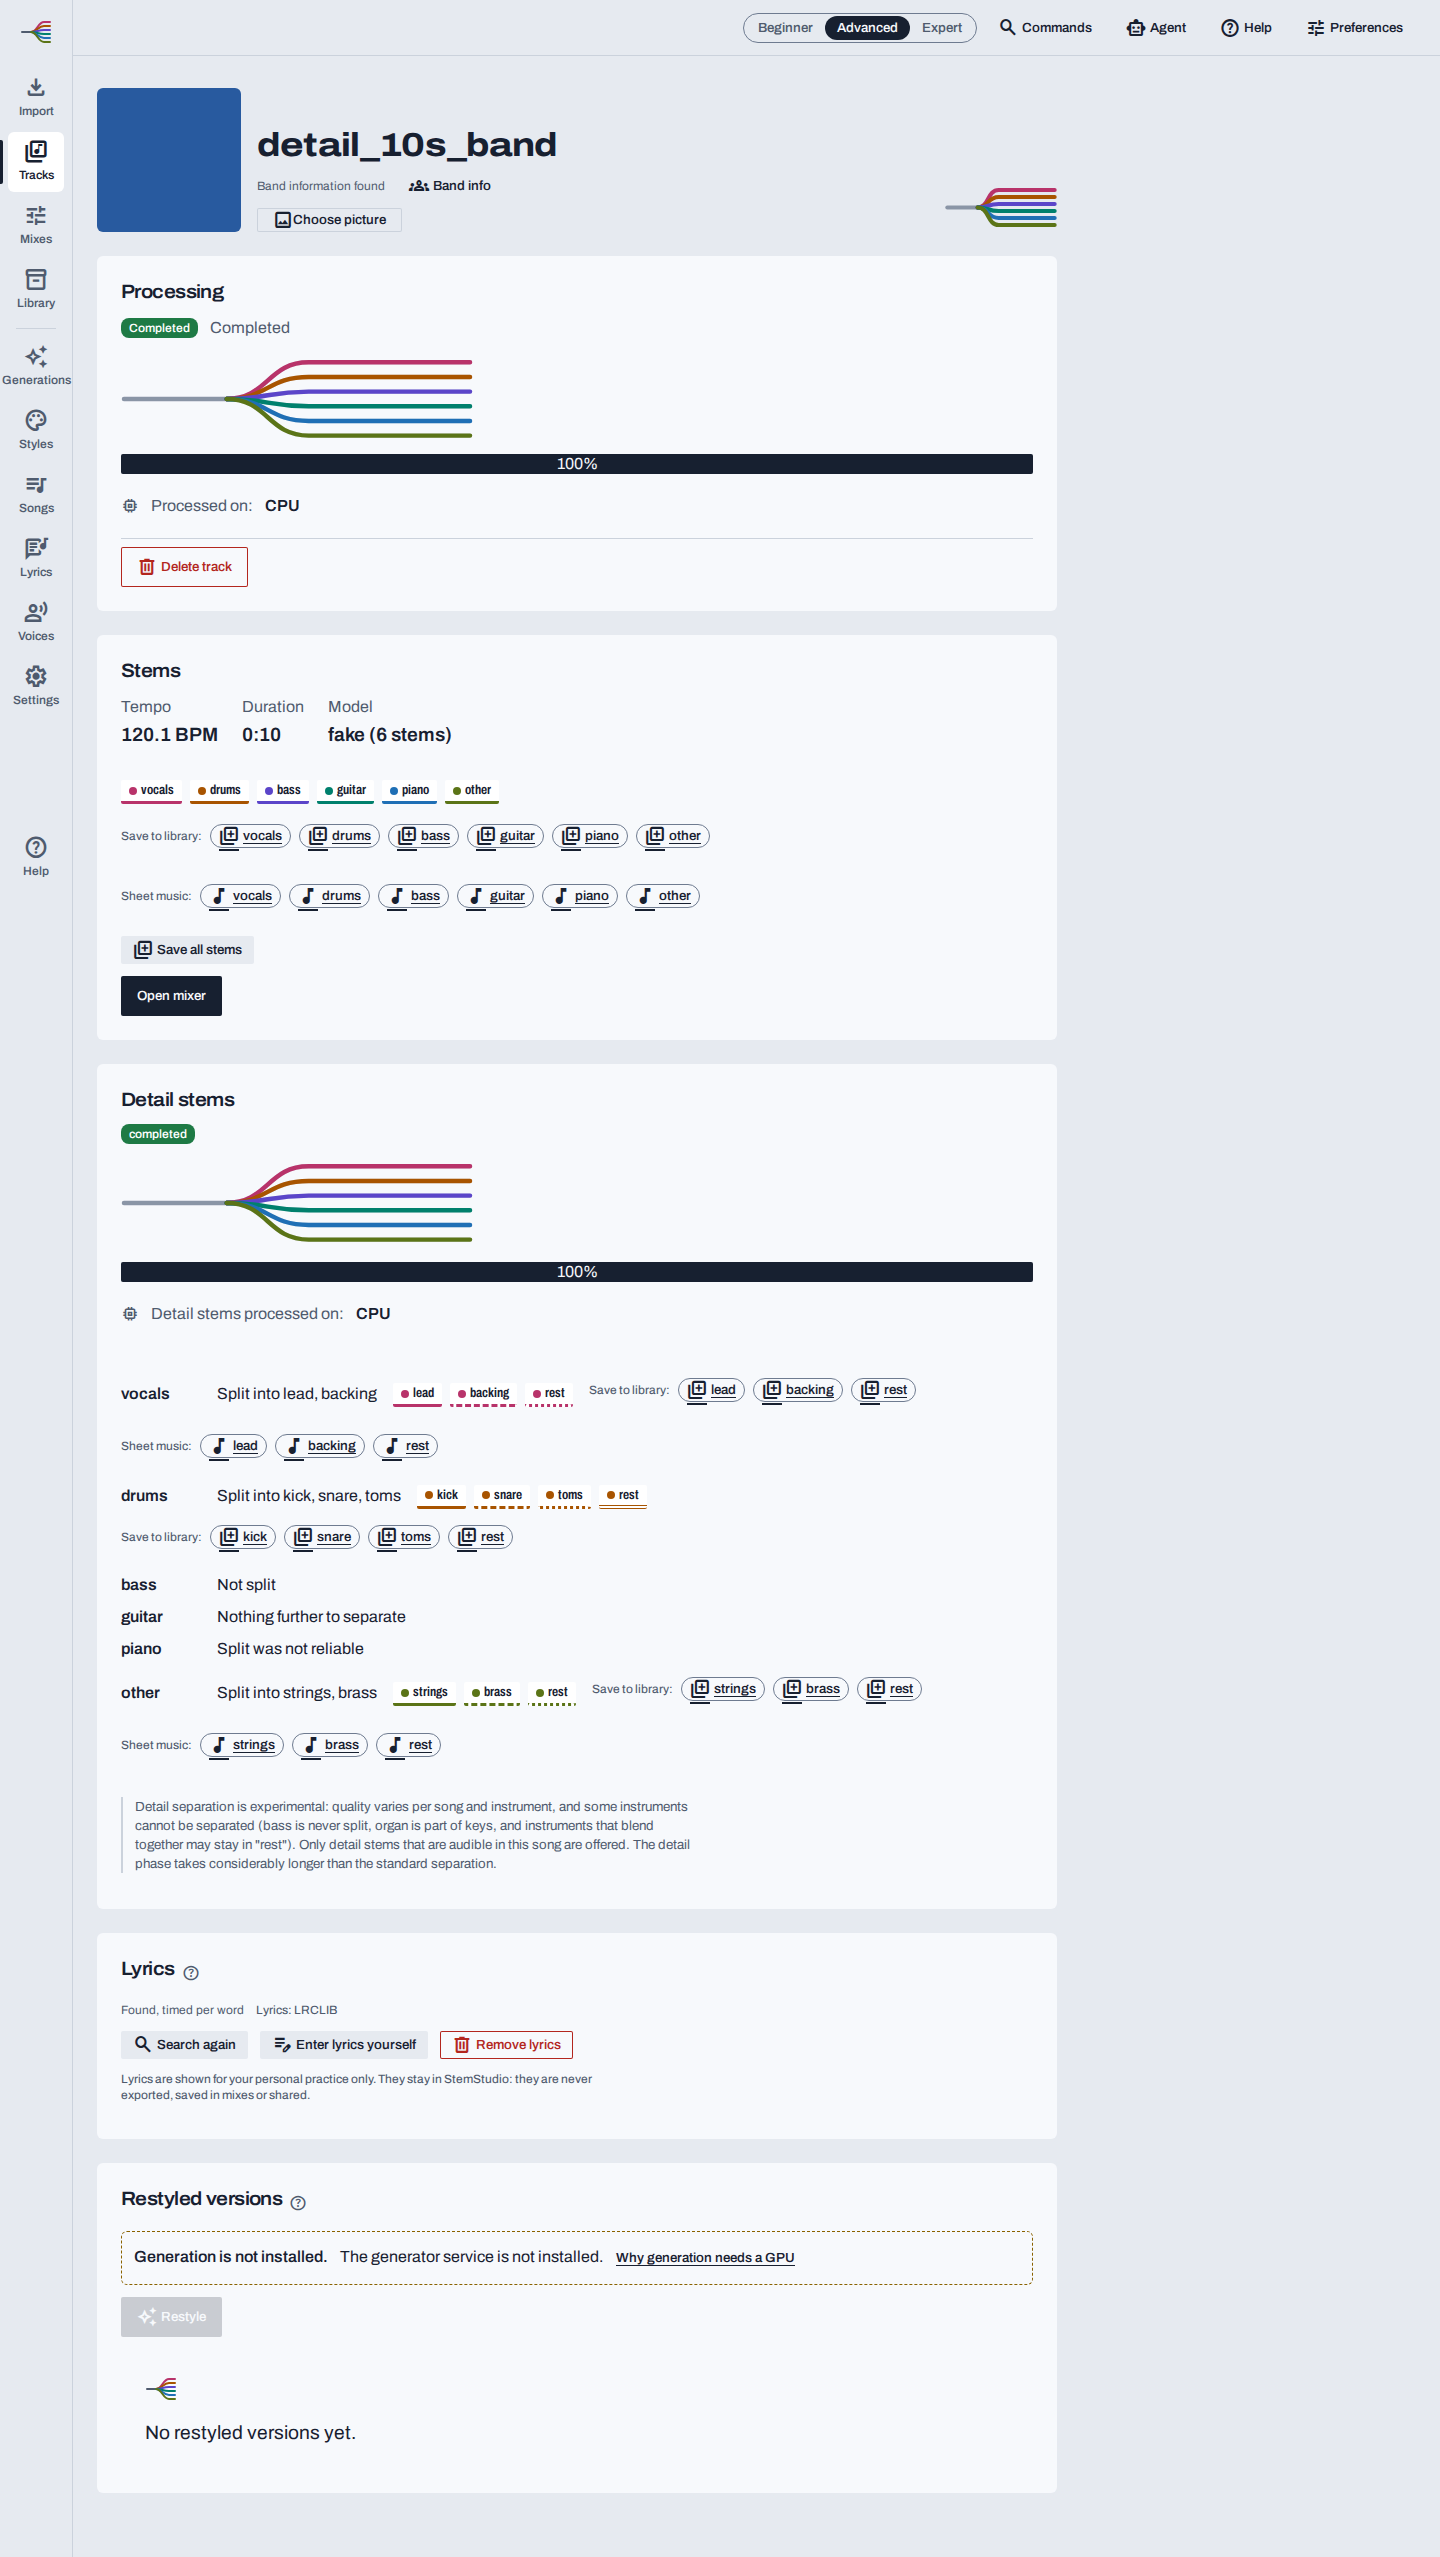 Beginner Advanced Expert Commands Agent Help Preferences
Import
Tracks
Mixes
Library
Generations
Styles
Songs
Lyrics
Voices
Settings
Help
detail_10s_band
Band information found Band info
Choose picture
Processing
Completed Completed
100%
Processed on: CPU
Delete track
Stems
Tempo Duration Model
120.1 BPM 0:10 fake (6 stems)
vocals drums bass guitar piano other
Save to library: vocals drums bass guitar piano other
Sheet music: vocals drums bass guitar piano other
Save all stems
Open mixer
Detail stems
completed
100%
Detail stems processed on: CPU
vocals Split into lead, backing lead backing rest Save to library: lead backing rest
Sheet music: lead backing rest
drums Split into kick, snare, toms kick snare toms rest
Save to library: kick snare toms rest
bass Not split
guitar Nothing further to separate
piano Split was not reliable
other Split into strings, brass strings brass rest Save to library: strings brass rest
Sheet music: strings brass rest
Detail separation is experimental: quality varies per song and instrument, and some instruments
cannot be separated (bass is never split, organ is part of keys, and instruments that blend
together may stay in "rest"). Only detail stems that are audible in this song are offered. The detail
phase takes considerably longer than the standard separation.
Lyrics
Found, timed per word Lyrics: LRCLIB
Search again Enter lyrics yourself Remove lyrics
Lyrics are shown for your personal practice only. They stay in StemStudio: they are never
exported, saved in mixes or shared.
Restyled versions
Generation is not installed. The generator service is not installed. Why generation needs a GPU
Restyle
No restyled versions yet.